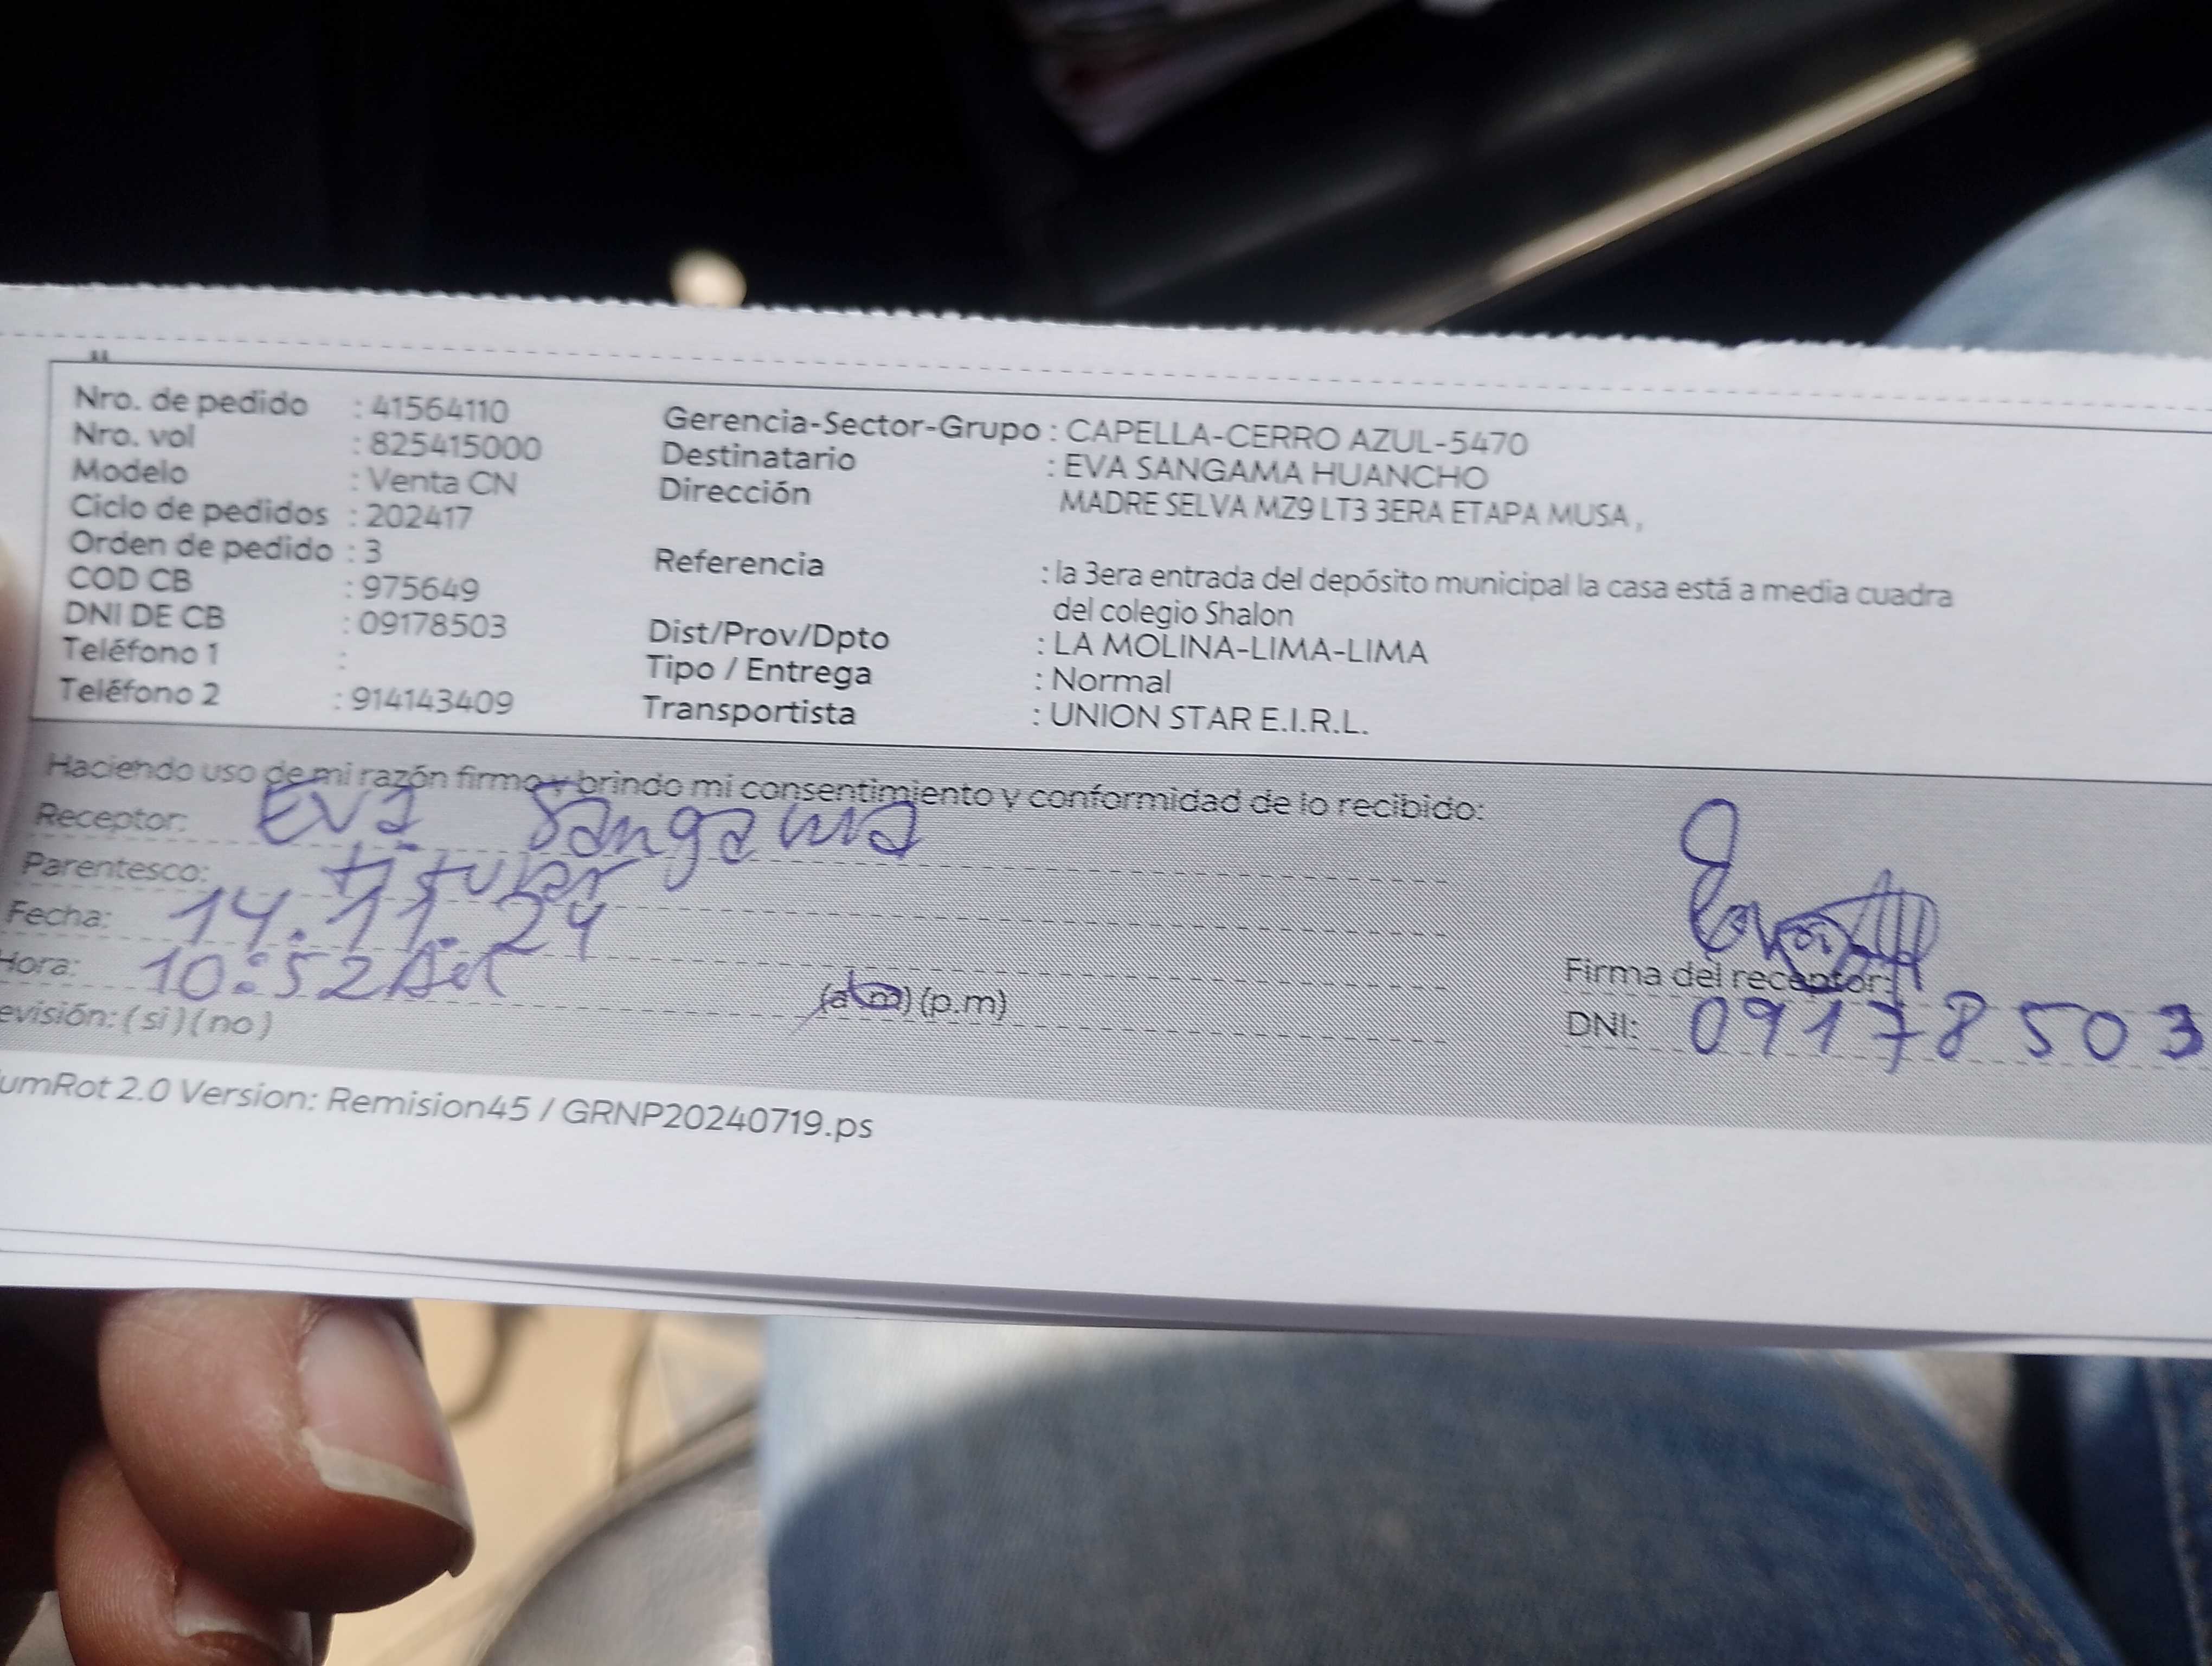 Nro. de pedido : 41564110
Nro. vol : 825415000
Modelo : Venta CN
Ciclo de pedidos : 202417
Orden de pedido : 3
COD CB : 975649
DNI DE CB : 09178503
Teléfono 1 :
Teléfono 2 : 914143409
Gerencia-Sector-Grupo : CAPELLA-CERRO AZUL-5470
Destinatario : EVA SANGAMA HUANCHO
Dirección MADRE SELVA MZ9 LT3 3ERA ETAPA MUSA ,
Referencia : la 3era entrada del depósito municipal la casa está a media cuadra
del colegio Shalon
Dist/Prov/Dpto : LA MOLINA-LIMA-LIMA
Tipo / Entrega : Normal
Transportista : UNION STAR E.I.R.L.
Haciendo uso de mi razón firmo y brindo mi consentimiento y conformidad de lo recibido:
Receptor: Eva Sangama
Parentesco: titular
Fecha: 14.11.24
Hora: 10:52 (a.m) (p.m)
evisión: (si) (no)
Firma del receptor:
DNI: 09178503
umRot 2.0 Version: Remision45 / GRNP20240719.ps